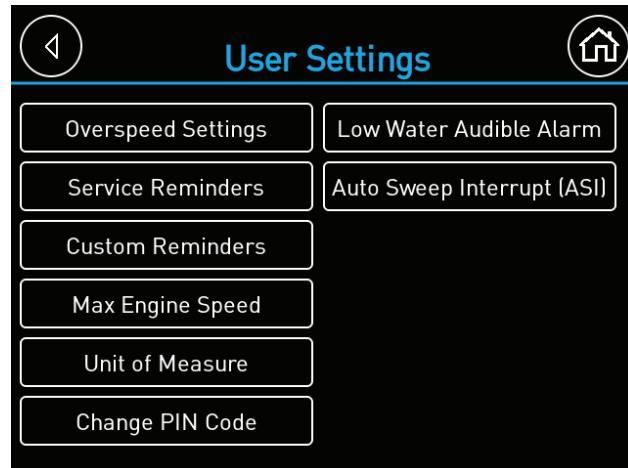 User Settings
Overspeed Settings
Service Reminders
Custom Reminders
Max Engine Speed
Unit of Measure
Change PIN Code
Low Water Audible Alarm
Auto Sweep Interrupt (ASI)